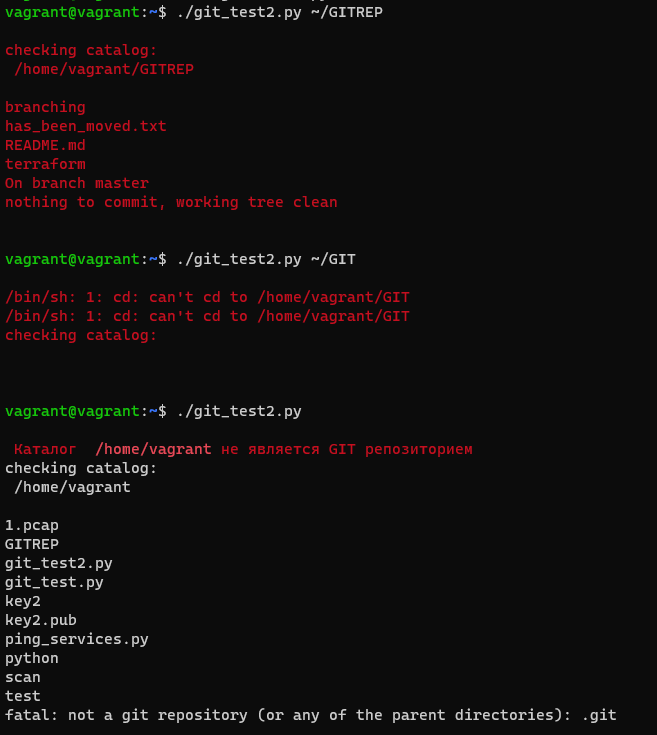 vagrant@vagrant:~$ ./git_test2.py ~/GITREP
checking catalog:
/home/vagrant/GITREP
branching
has_been_moved.txt
README.md
terraform
On branch master
nothing to commit, working tree clean
vagrant@vagrant:~$ ./git_test2.py ~/GIT
/bin/sh: 1: cd: can't cd to /home/vagrant/GIT
/bin/sh: 1: cd: can't cd to /home/vagrant/GIT
checking catalog:
vagrant@vagrant:~$ ./git_test2.py
Каталог  /home/vagrant не является GIT репозиторием
checking catalog:
/home/vagrant
1.pcap
GITREP
git_test2.py
git_test.py
key2
key2.pub
ping_services.py
python
scan
test
fatal: not a git repository (or any of the parent directories): .git